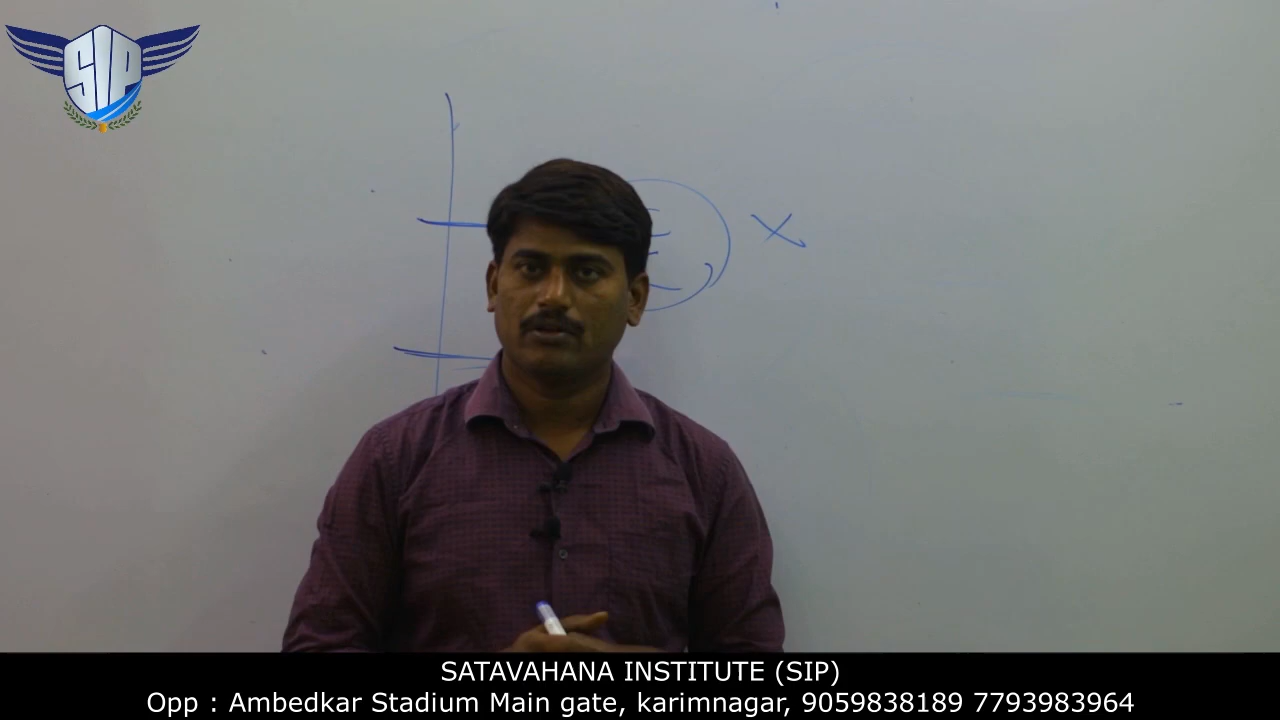 SIP
X
SATAVAHANA INSTITUTE (SIP)
Opp : Ambedkar Stadium Main gate, karimnagar, 9059838189 7793983964